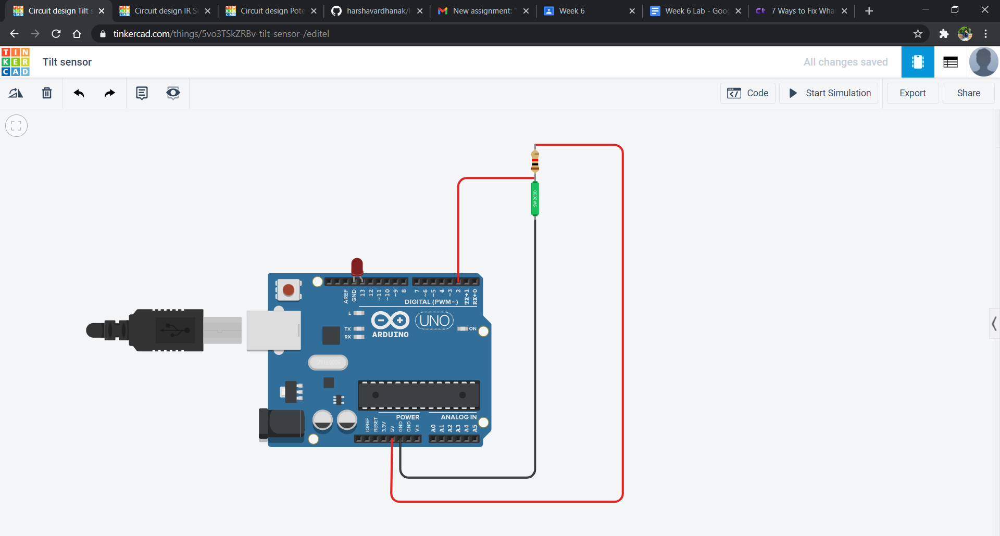 Circuit design Tilt s
Circuit design IR Se
Circuit design Pote
harshavardhanak/
New assignment: "
Week 6
Week 6 Lab - Goog
7 Ways to Fix Wha
tinkercad.com/things/5vo3TSkZRBv-tilt-sensor-/editel
TIN
KER
CAD
Tilt sensor
All changes saved
Code
Start Simulation
Export
Share
SW 200D
AREF
GND
13
12
~11
~10
~9
8
7
~6
~5
4
~3
2
TX→1
RX←0
DIGITAL (PWM~)
L
TX
RX
ARDUINO
UNO
ON
POWER
ANALOG IN
IOREF
RESET
3.3V
5V
GND
GND
Vin
A0
A1
A2
A3
A4
A5